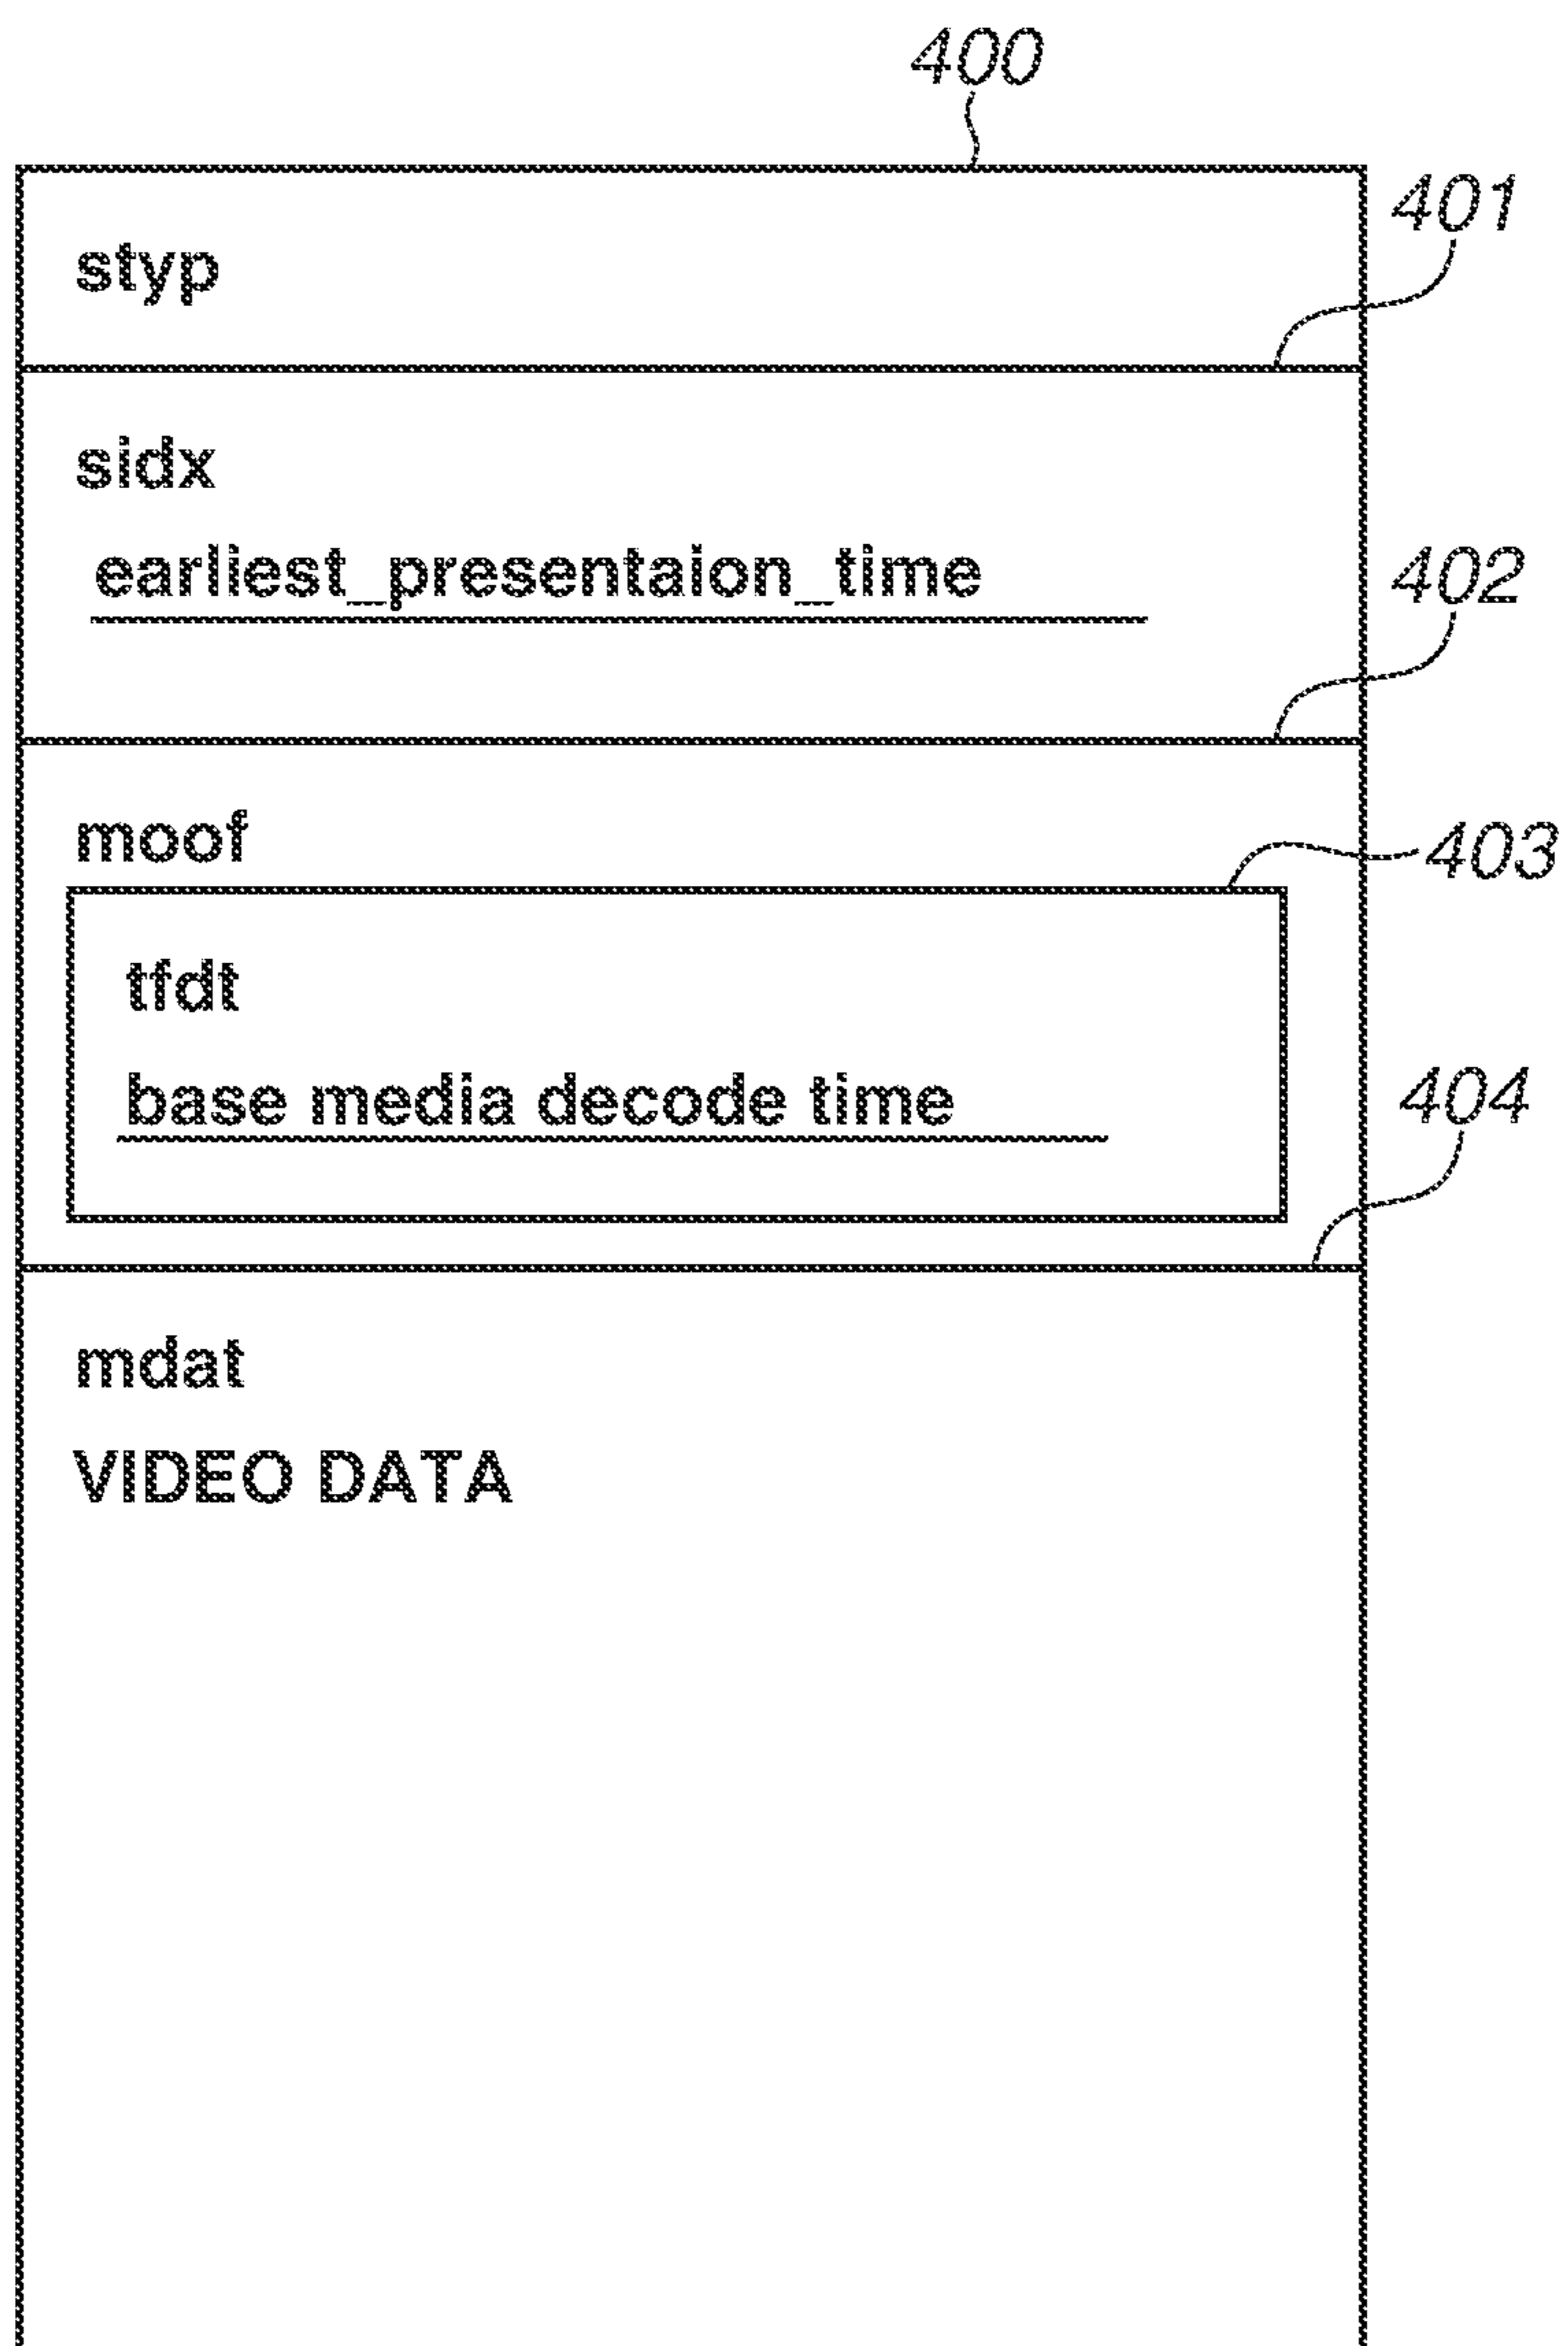 400
401
styp
sidx
earliest_presentaion_time
402
moof
403
tfdt
base media decode time
404
mdat
VIDEO DATA